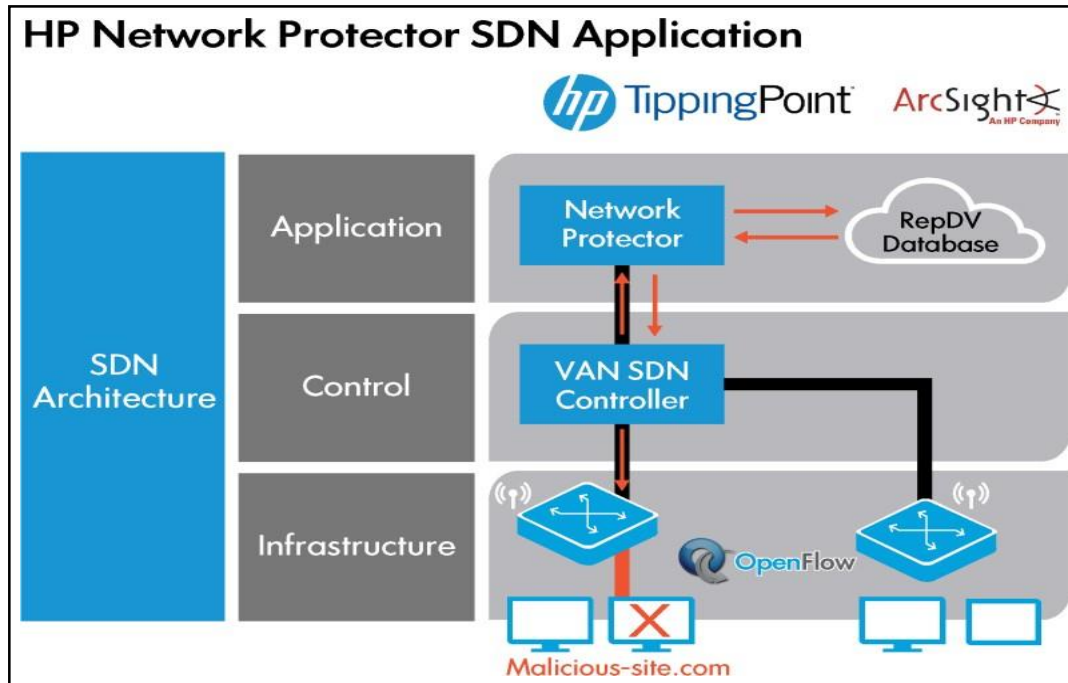 HP Network Protector SDN Application
hp TippingPoint
ArcSight
An HP Company
SDN
Architecture
Application
Network
Protector
RepDV
Database
Control
VAN SDN
Controller
Infrastructure
OpenFlow
Malicious-site.com